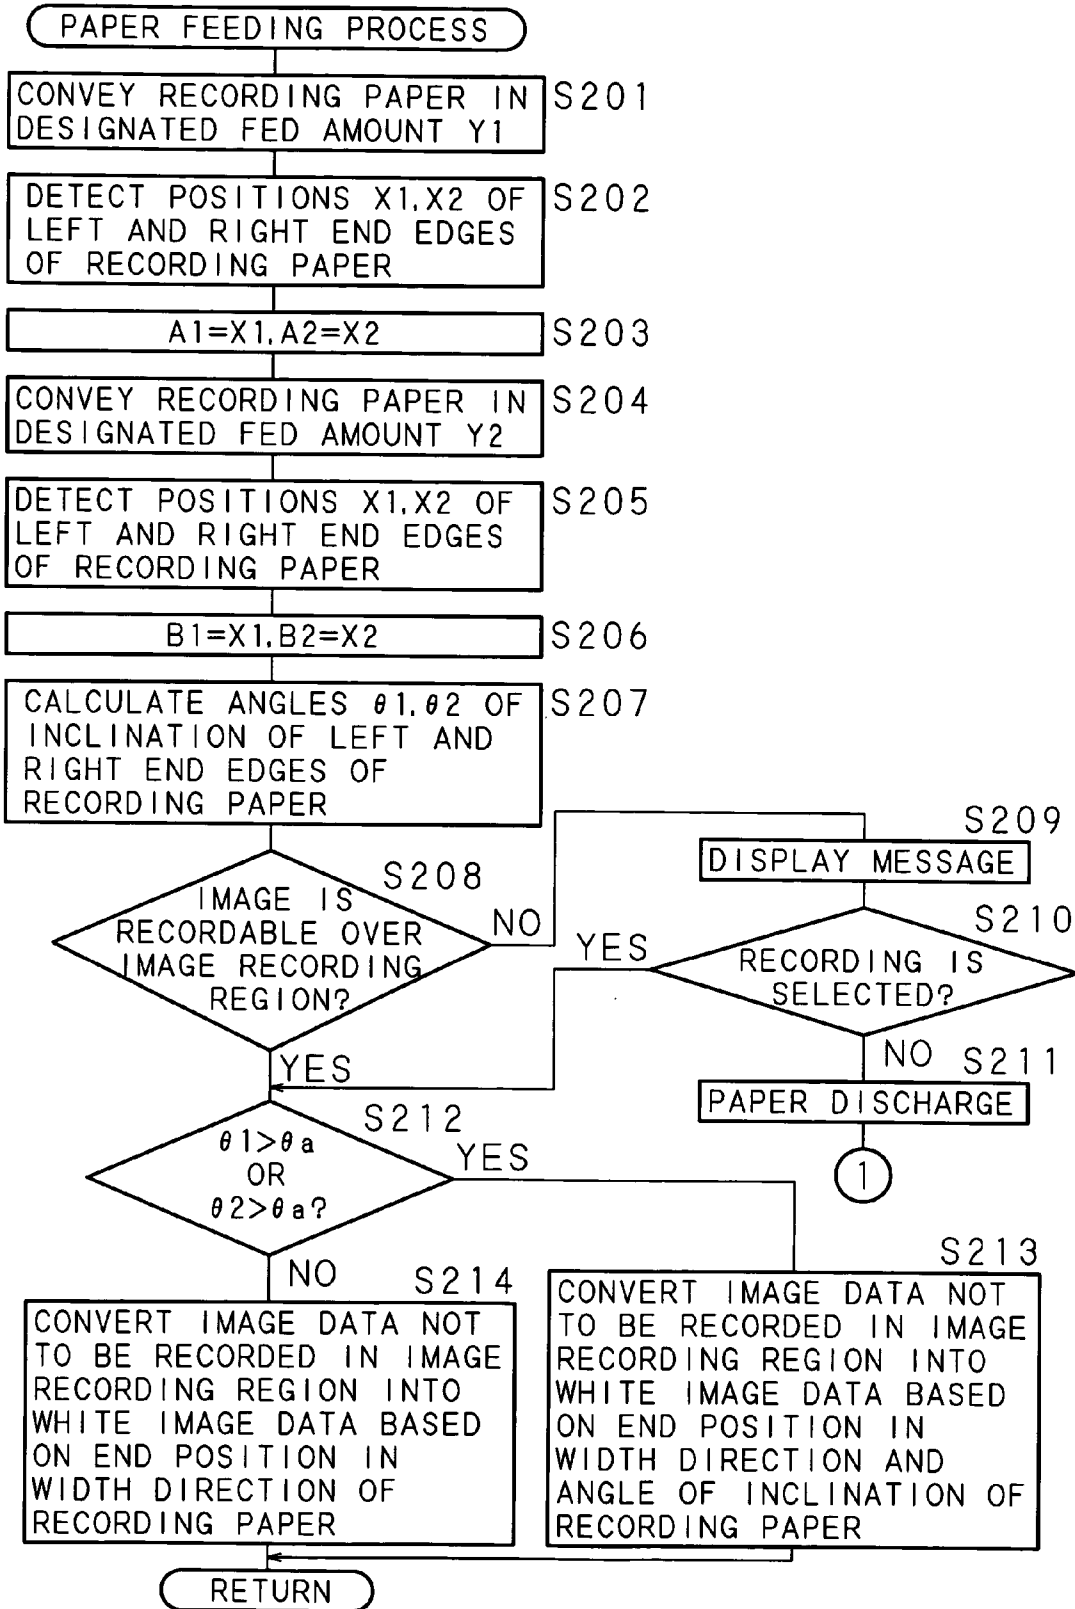 PAPER FEEDING PROCESS
CONVEY RECORDING PAPER IN
DESIGNATED FED AMOUNT Y1
S201
DETECT POSITIONS X1,X2 OF
LEFT AND RIGHT END EDGES
OF RECORDING PAPER
S202
A1=X1,A2=X2
S203
CONVEY RECORDING PAPER IN
DESIGNATED FED AMOUNT Y2
S204
DETECT POSITIONS X1,X2 OF
LEFT AND RIGHT END EDGES
OF RECORDING PAPER
S205
B1=X1,B2=X2
S206
CALCULATE ANGLES θ1,θ2 OF
INCLINATION OF LEFT AND
RIGHT END EDGES OF
RECORDING PAPER
S207
S208
IMAGE IS
RECORDABLE OVER
IMAGE RECORDING
REGION?
NO
YES
S209
DISPLAY MESSAGE
S210
RECORDING IS
SELECTED?
YES
NO
S211
PAPER DISCHARGE
1
S212
θ1>θa
OR
θ2>θa?
YES
NO
S213
CONVERT IMAGE DATA NOT
TO BE RECORDED IN IMAGE
RECORDING REGION INTO
WHITE IMAGE DATA BASED
ON END POSITION IN
WIDTH DIRECTION AND
ANGLE OF INCLINATION OF
RECORDING PAPER
S214
CONVERT IMAGE DATA NOT
TO BE RECORDED IN IMAGE
RECORDING REGION INTO
WHITE IMAGE DATA BASED
ON END POSITION IN
WIDTH DIRECTION OF
RECORDING PAPER
RETURN